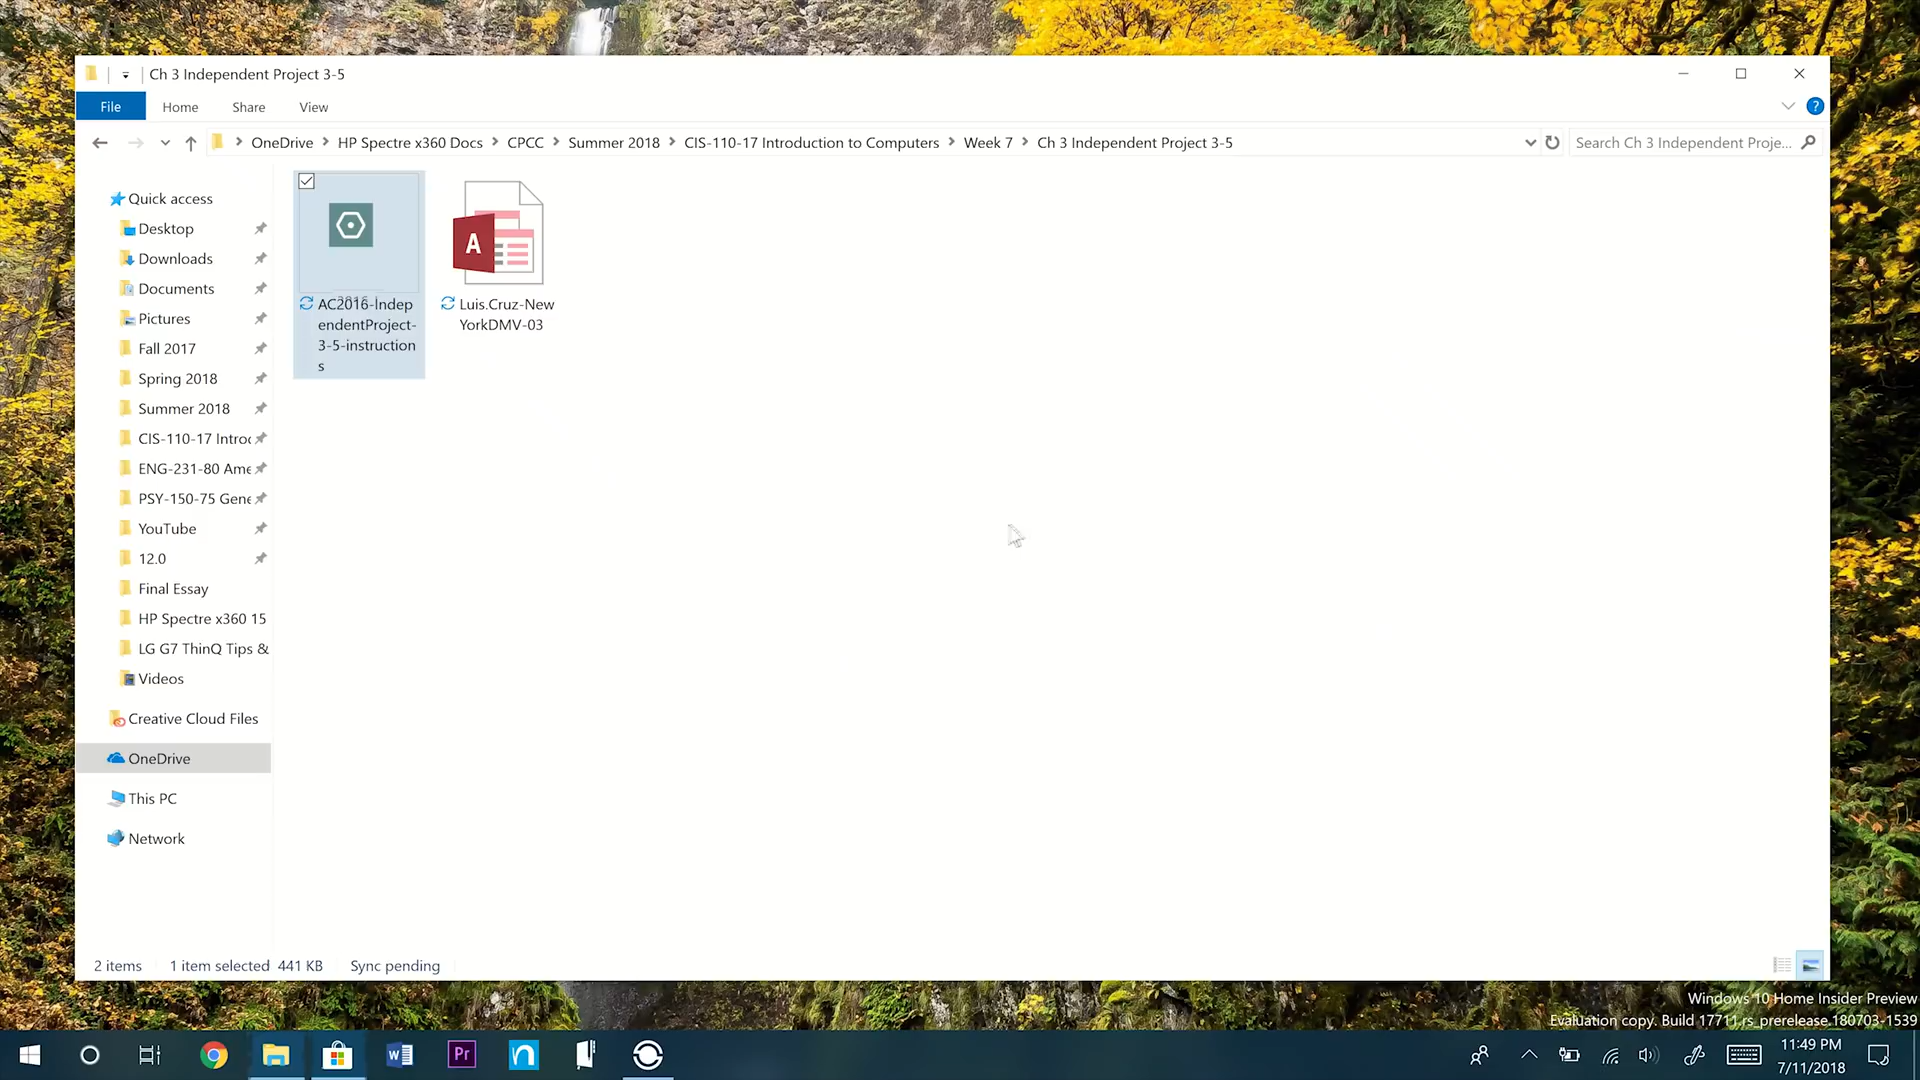 Ch 3 Independent Project 3-5
File Home Share View
OneDrive HP Spectre x360 Docs CPCC Summer 2018 CIS-110-17 Introduction to Computers Week 7 Ch 3 Independent Project 3-5
Search Ch 3 Independent Proje...
Quick access
Desktop
Downloads
Documents
Pictures
Fall 2017
Spring 2018
Summer 2018
CIS-110-17 Introc
ENG-231-80 Ame
PSY-150-75 Gene
YouTube
12.0
Final Essay
HP Spectre x360 15
LG G7 ThinQ Tips &
Videos
Creative Cloud Files
OneDrive
This PC
Network
A
AC2016-Indep
endentProject-
3-5-instruction
s
Luis.Cruz-New
YorkDMV-03
2 items 1 item selected 441 KB Sync pending
Windows 10 Home Insider Preview
Evaluation copy. Build 17711.rs_prerelease.180703-1539
Pr
11:49 PM
7/11/2018